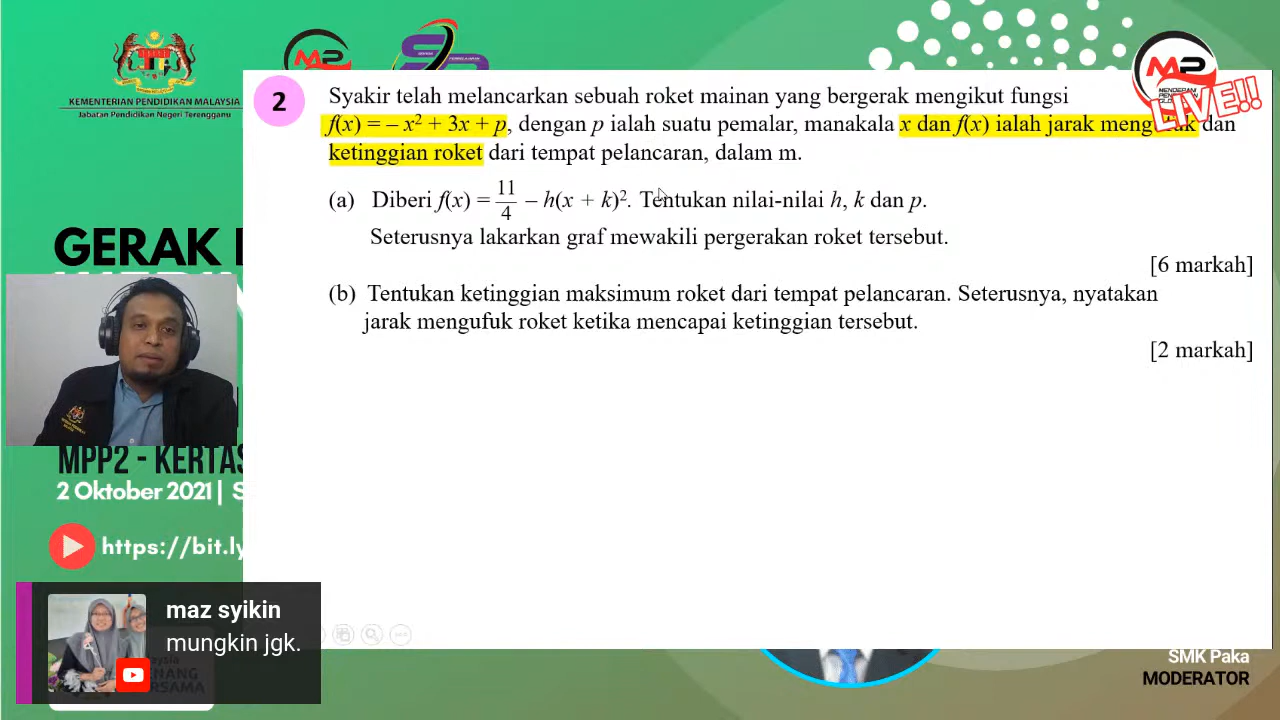 KEMENTERIAN PENDIDIKAN MALAYSIA
Jabatan Pendidikan Negeri Terengganu
MP
MP
LIVE!!
2
Syakir telah melancarkan sebuah roket mainan yang bergerak mengikut fungsi
f(x) = – x² + 3x + p, dengan p ialah suatu pemalar, manakala x dan f(x) ialah jarak dan
ketinggian roket dari tempat pelancaran, dalam m.
(a) Diberi f(x) = 11/4 – h(x + k)². Tentukan nilai-nilai h, k dan p.
Seterusnya lakarkan graf mewakili pergerakan roket tersebut.
[6 markah]
(b) Tentukan ketinggian maksimum roket dari tempat pelancaran. Seterusnya, nyatakan
jarak mengufuk roket ketika mencapai ketinggian tersebut.
[2 markah]
GERAK
MPP2 - KERTAS
2 Oktober 2021 | S
https://bit.ly
maz syikin
mungkin jgk.
SMK Paka
MODERATOR